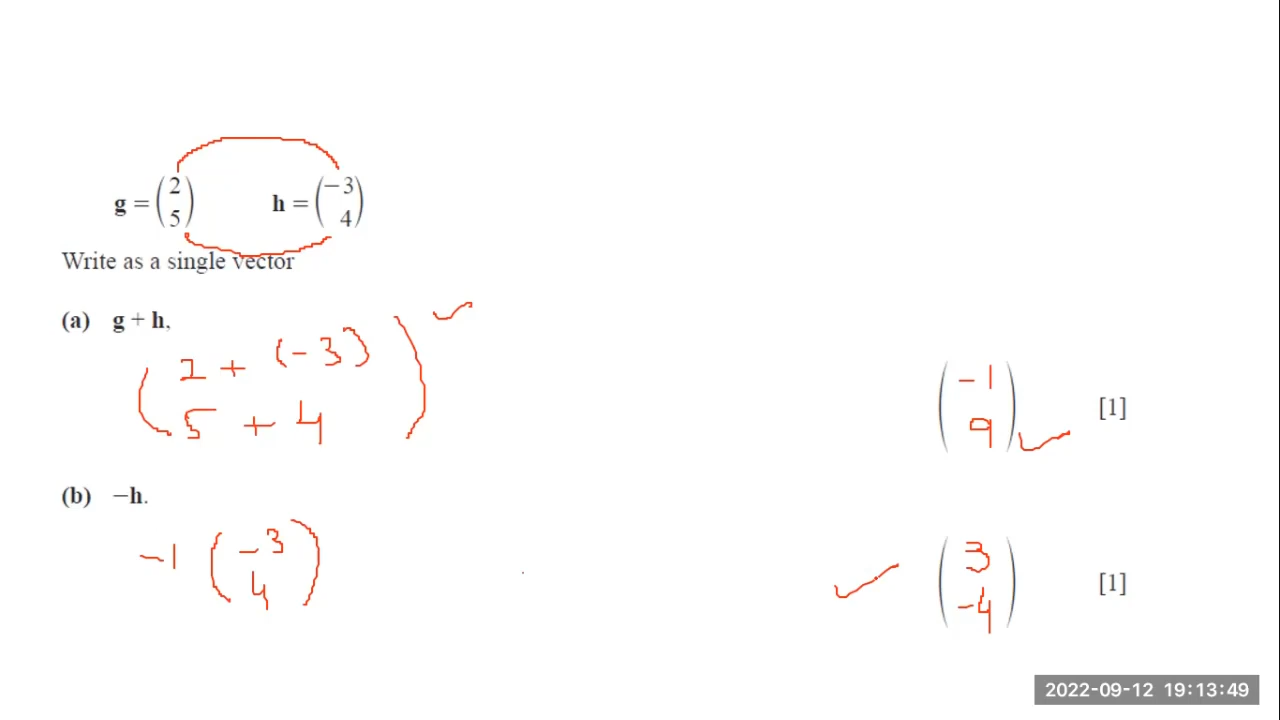 g = (2 5) h = (-3 4)
Write as a single vector
(a) g + h,
(2 + (-3)
5 + 4)
(-1 9) [1]
(b) -h.
-1 (-3 4)
(3 -4) [1]
2022-09-12 19:13:49